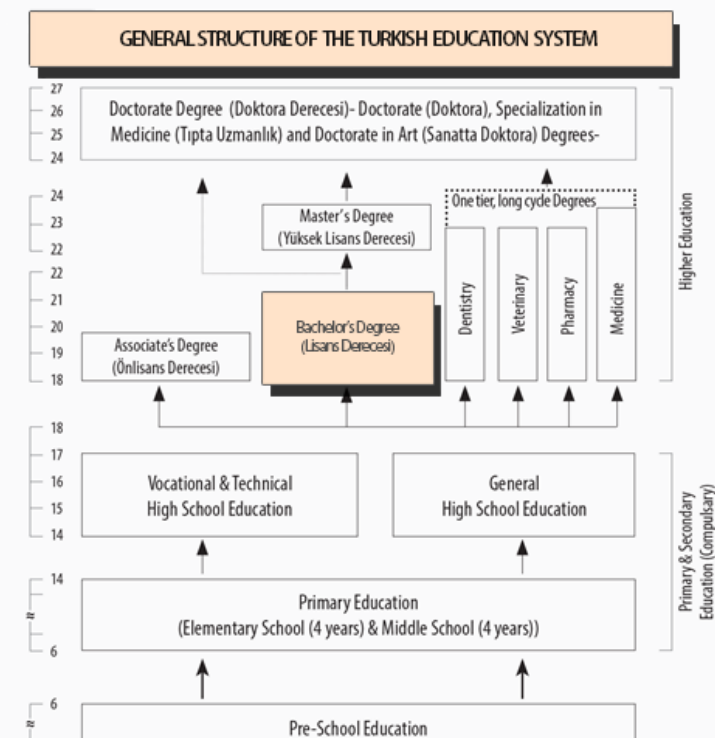 GENERAL STRUCTURE OF THE TURKISH EDUCATION SYSTEM
27
26
25
24
Doctorate Degree (Doktora Derecesi)- Doctorate (Doktora), Specialization in
Medicine (Tıpta Uzmanlık) and Doctorate in Art (Sanatta Doktora) Degrees-
24
23
22
Master's Degree
(Yüksek Lisans Derecesi)
One tier, long cycle Degrees
Higher Education
22
21
20
19
18
Associate's Degree
(Önlisans Derecesi)
Bachelor's Degree
(Lisans Derecesi)
Dentistry
Veterinary
Pharmacy
Medicine
18
17
16
15
14
Vocational & Technical
High School Education
General
High School Education
Primary & Secondary
Education (Compulsary)
14
6
Primary Education
(Elementary School (4 years) & Middle School (4 years))
6
Pre-School Education